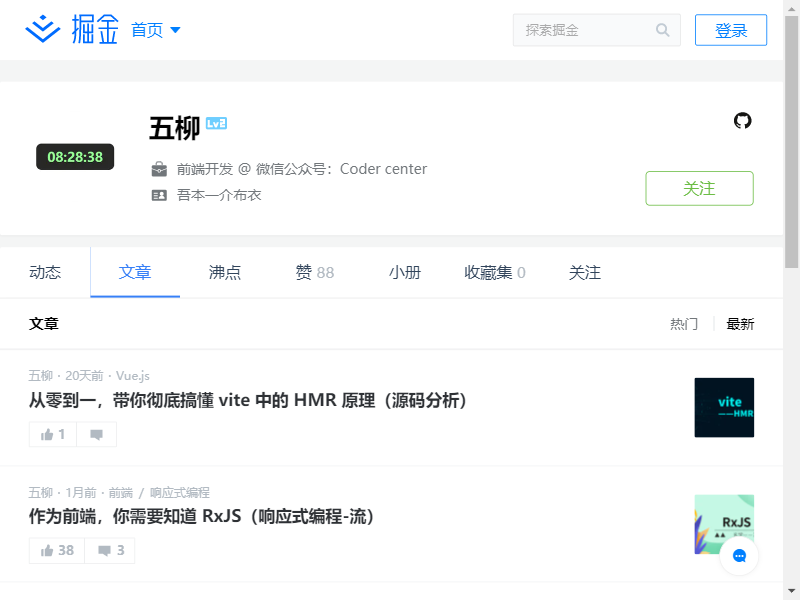 掘金 首页
探索掘金
登录
08:28:38
五柳 Lv2
前端开发 @ 微信公众号：Coder center
吾本一介布衣
关注
动态 文章 沸点 赞 88 小册 收藏集 0 关注
文章
热门 最新
五柳 · 20天前 · Vue.js
从零到一，带你彻底搞懂 vite 中的 HMR 原理（源码分析）
1
vite
——HMR
五柳 · 1月前 · 前端 / 响应式编程
作为前端，你需要知道 RxJS（响应式编程-流）
38 3
RxJS